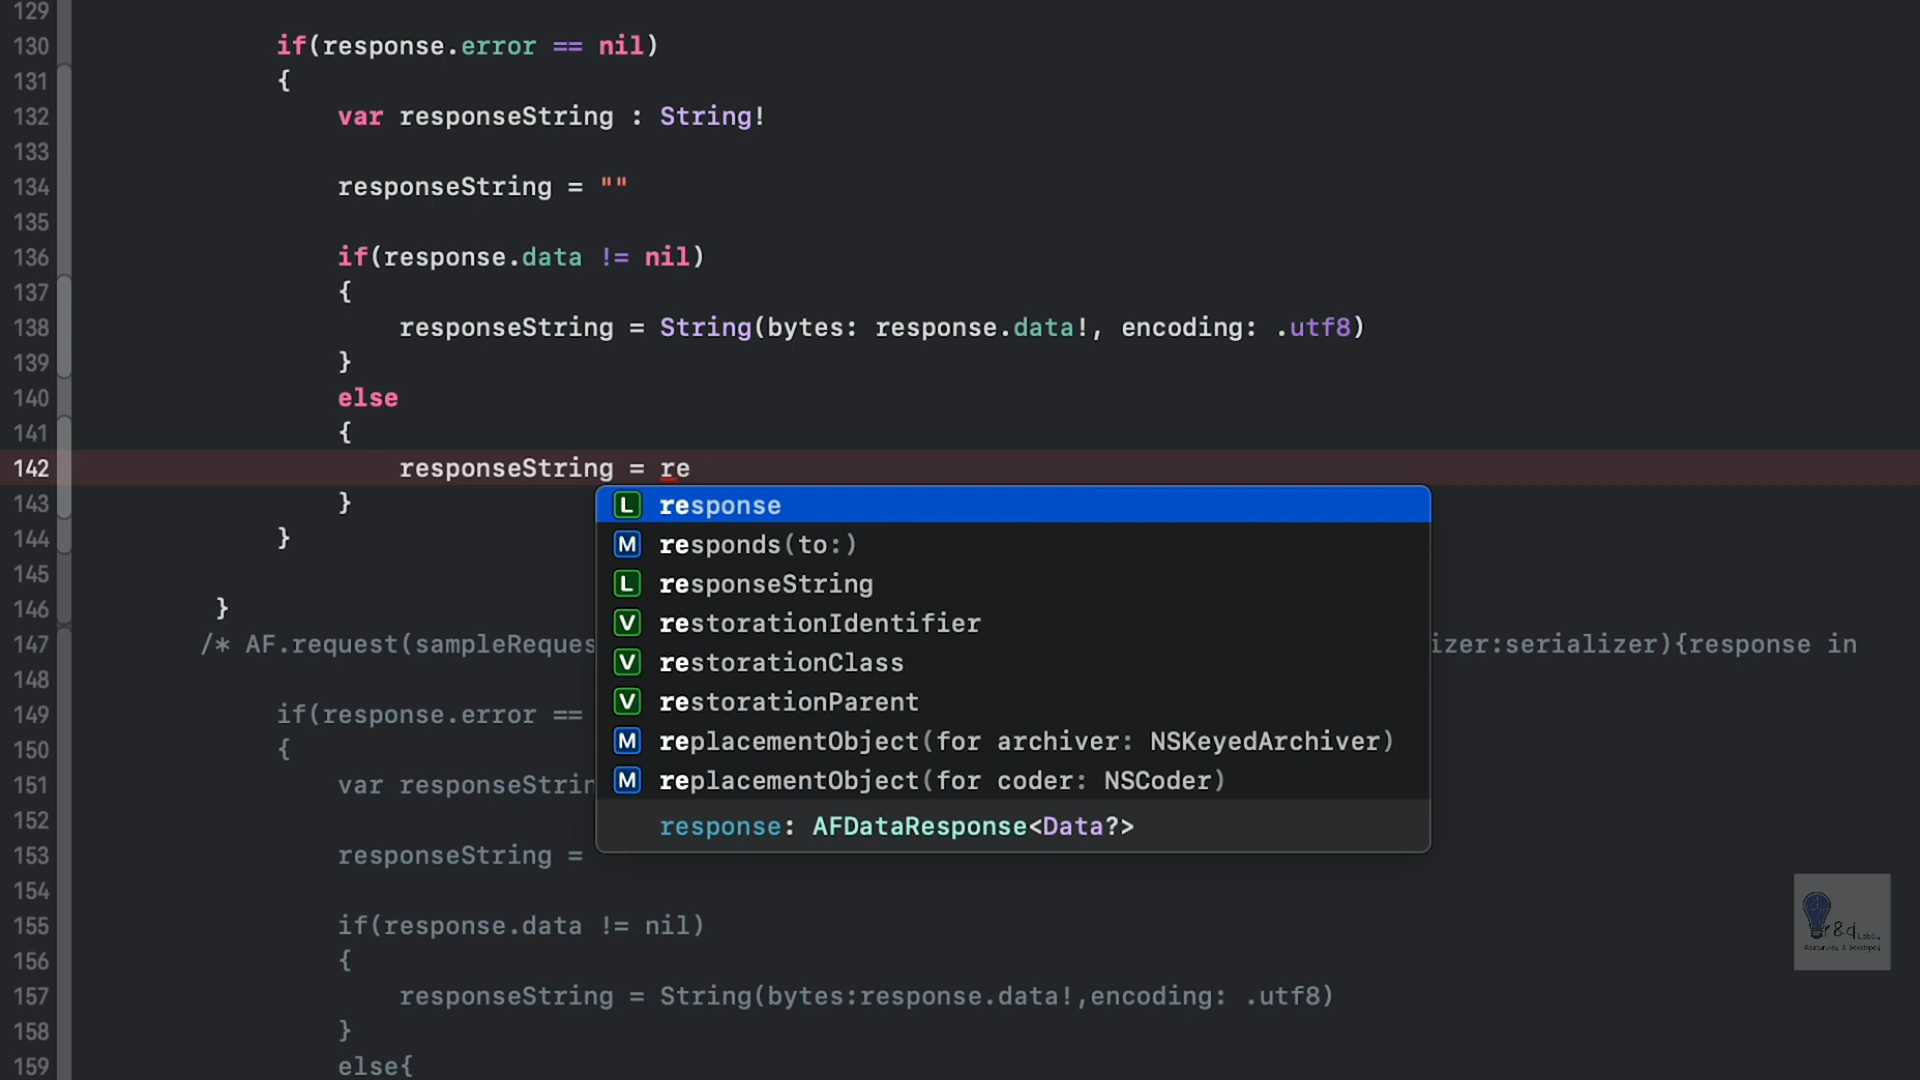 129
130 if(response.error == nil)
131 {
132 var responseString : String!
133
134 responseString = ""
135
136 if(response.data != nil)
137 {
138 responseString = String(bytes: response.data!, encoding: .utf8)
139 }
140 else
141 {
142 responseString = re
143 }
144 }
145
146 }
147 /* AF.request(sampleReques izer:serializer){response in
148
149 if(response.error ==
150 {
151 var responseStrin
152
153 responseString =
154
155 if(response.data != nil)
156 {
157 responseString = String(bytes:response.data!,encoding: .utf8)
158 }
159 else{
L response
M responds(to:)
L responseString
V restorationIdentifier
V restorationClass
V restorationParent
M replacementObject(for archiver: NSKeyedArchiver)
M replacementObject(for coder: NSCoder)
response: AFDataResponse<Data?>
r&d Labs.